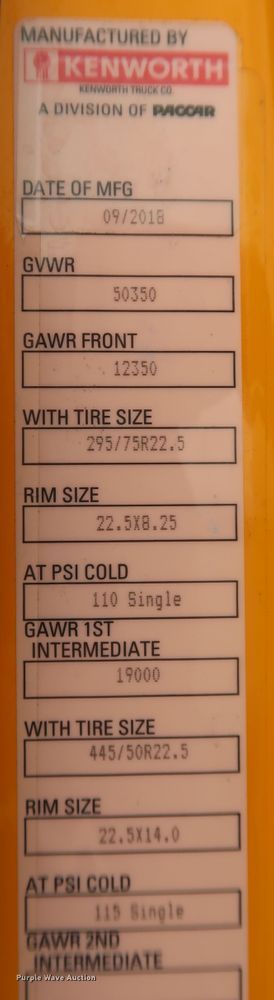 MANUFACTURED BY
KENWORTH
KENWORTH TRUCK CO.
A DIVISION OF PACCAR
DATE OF MFG
09/2018
GVWR
50350
GAWR FRONT
12350
WITH TIRE SIZE
295/75R22.5
RIM SIZE
22.5X8.25
AT PSI COLD
110 Single
GAWR 1ST
INTERMEDIATE
19000
WITH TIRE SIZE
445/50R22.5
RIM SIZE
22.5X14.0
AT PSI COLD
115 Single
GAWR 2ND
INTERMEDIATE
Purple Wave Auction